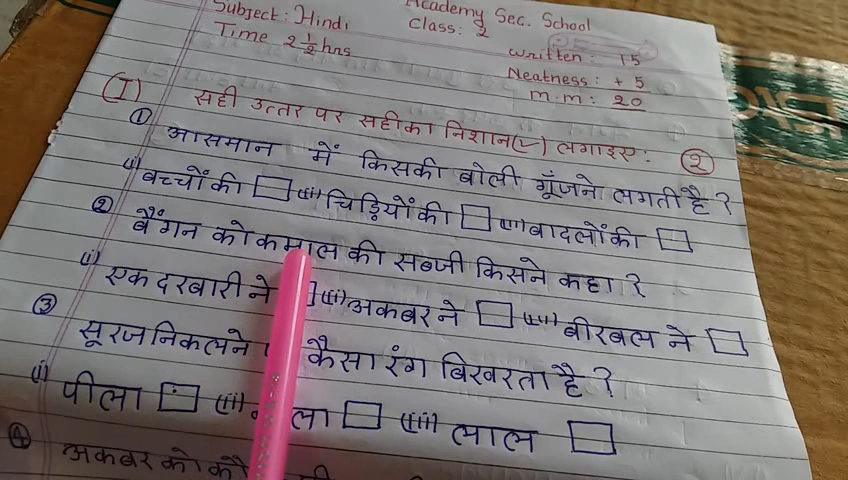 Academy Sec. School
Subject: Hindi Class: 2
Time 2 1/2 hrs Written: 15
Neatness: + 5
M.M: 20
(I) सही उत्तर पर सही का निशान (✓) लगाइए: (2)
① आसमान में किसकी बोली गूँजने लगती है ?
(i) बच्चों की □ (ii) चिड़ियों की □ (iii) बादलों की □
② बैंगन को कमाल की सब्जी किसने कहा ?
(i) एक दरबारी ने □ (ii) अकबर ने □ (iii) बीरबल ने □
③ सूरज निकलने कैसा रंग बिखरता है ?
(i) पीला □ (ii) □ (iii) लाल □
④ अकबर को